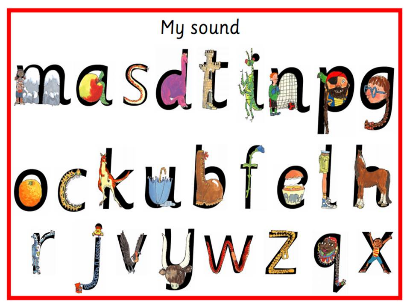 My sound
m a s d t i n p g
o c k u b f e l h
r j v y w z q x